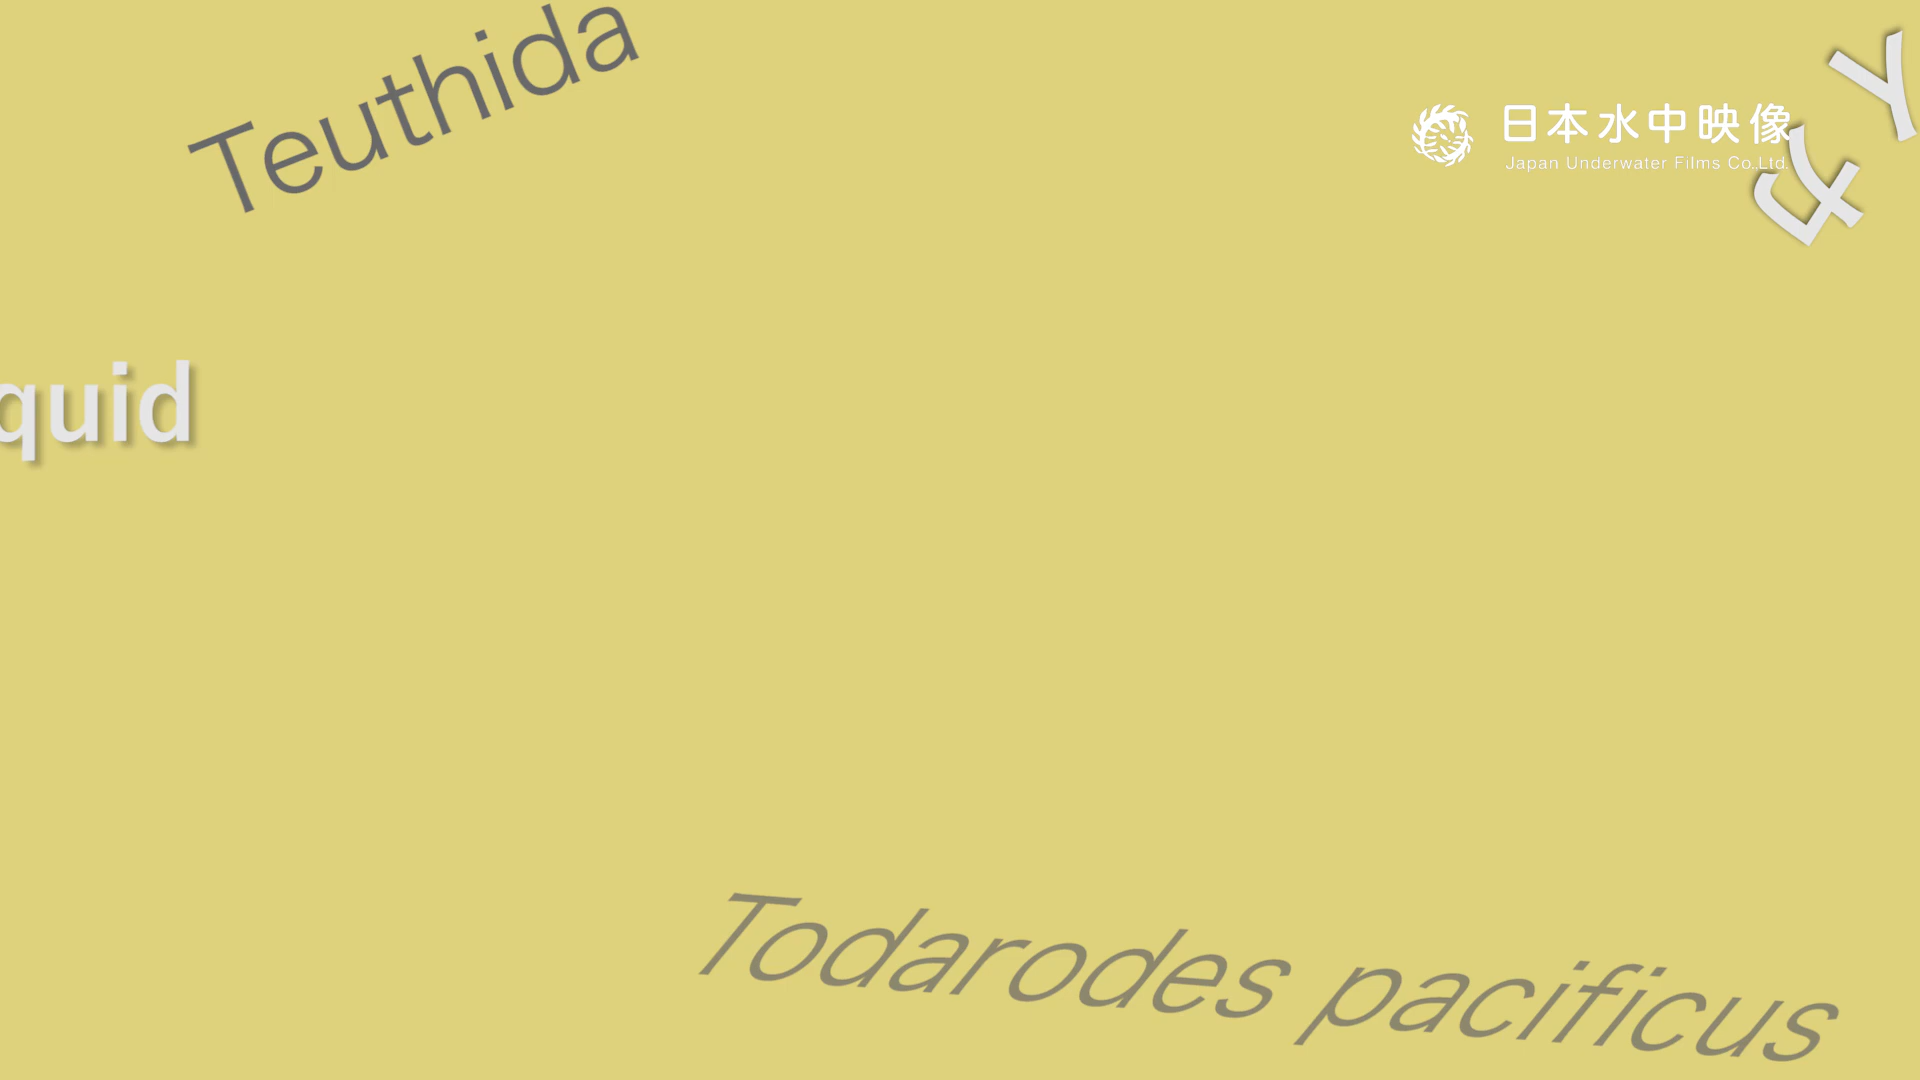 Teuthida
日本水中映像
Japan Underwater Films Co.,Ltd.
quid
Todarodes pacificus